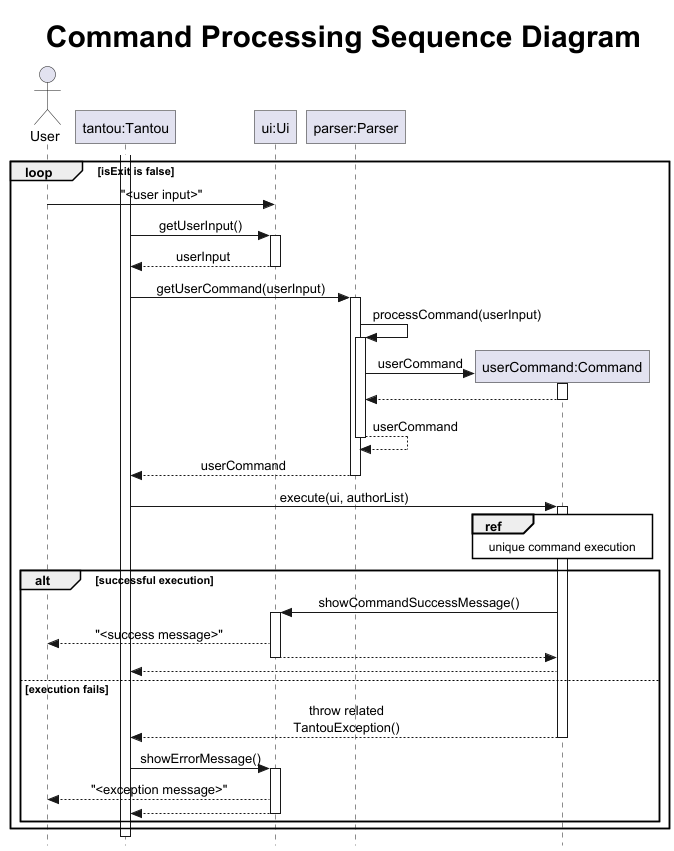 Command Processing Sequence Diagram
User
tantou:Tantou
ui:Ui
parser:Parser
loop
[isExit is false]
"<user input>"
getUserInput()
userInput
getUserCommand(userInput)
processCommand(userInput)
userCommand
userCommand:Command
userCommand
userCommand
execute(ui, authorList)
ref
unique command execution
alt
[successful execution]
showCommandSuccessMessage()
"<success message>"
[execution fails]
throw related
TantouException()
showErrorMessage()
"<exception message>"